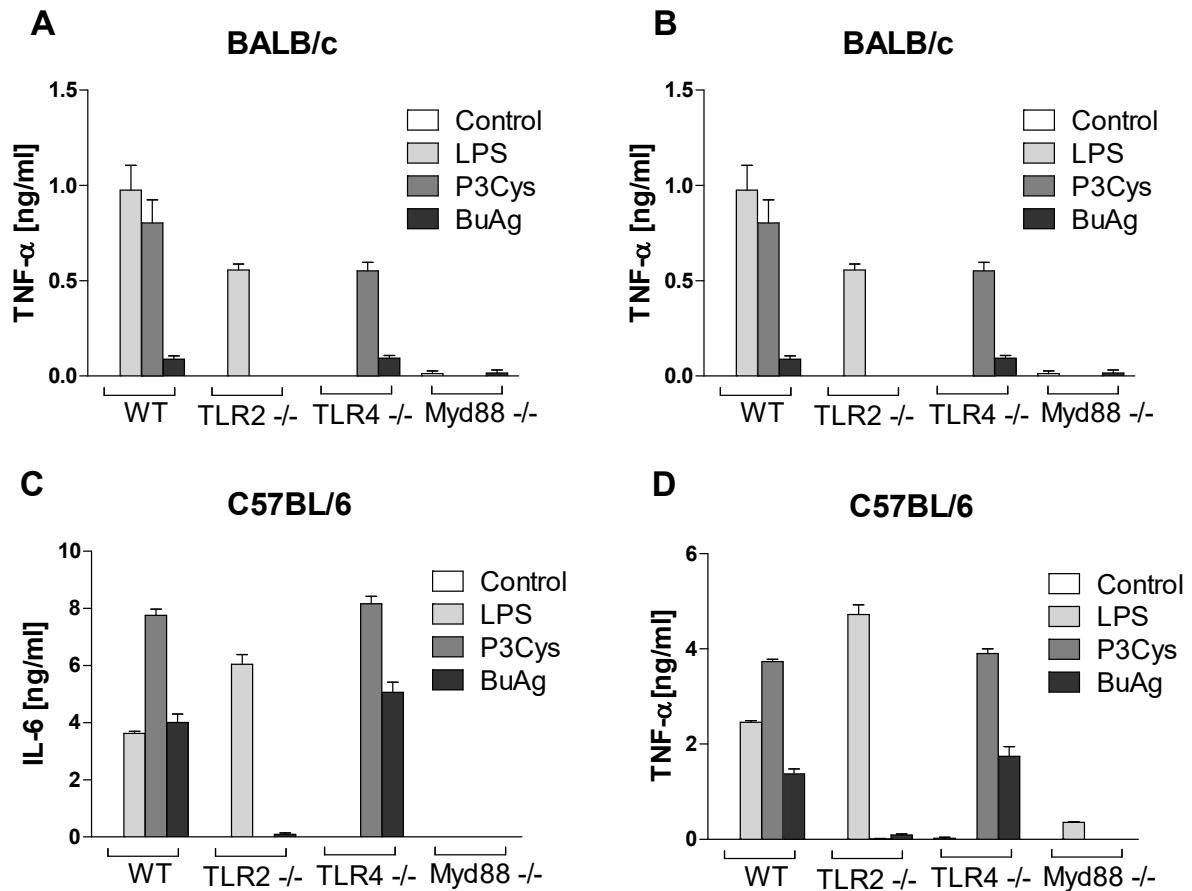 A
BALB/c
TNF-α [ng/ml]
1.5
1.0
0.5
0.0
Control
LPS
P3Cys
BuAg
WT
TLR2 -/-
TLR4 -/-
Myd88 -/-
B
BALB/c
TNF-α [ng/ml]
1.5
1.0
0.5
0.0
Control
LPS
P3Cys
BuAg
WT
TLR2 -/-
TLR4 -/-
Myd88 -/-
C
C57BL/6
IL-6 [ng/ml]
10
8
6
4
2
0
Control
LPS
P3Cys
BuAg
WT
TLR2 -/-
TLR4 -/-
Myd88 -/-
D
C57BL/6
TNF-α [ng/ml]
6
4
2
0
Control
LPS
P3Cys
BuAg
WT
TLR2 -/-
TLR4 -/-
Myd88 -/-